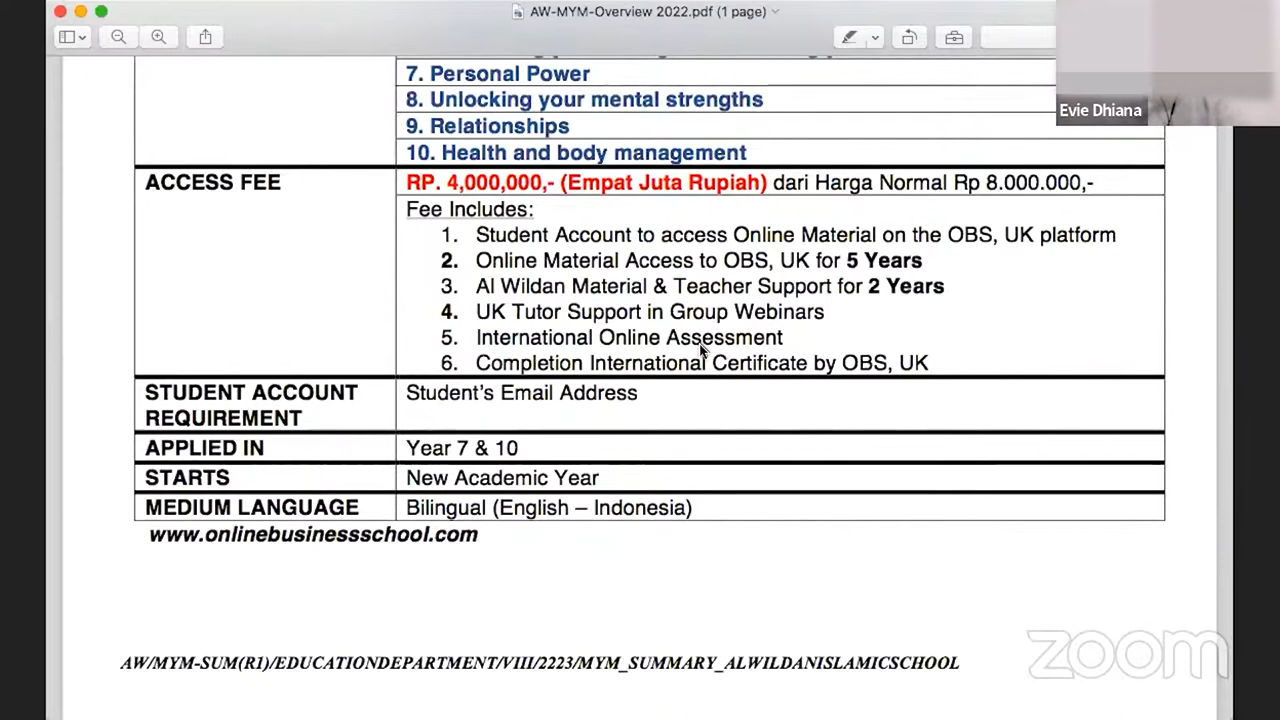 AW-MYM-Overview 2022.pdf (1 page)
Evie Dhiana
7. Personal Power
8. Unlocking your mental strengths
9. Relationships
10. Health and body management
ACCESS FEE
RP. 4,000,000,- (Empat Juta Rupiah) dari Harga Normal Rp 8.000.000,-
Fee Includes:
1. Student Account to access Online Material on the OBS, UK platform
2. Online Material Access to OBS, UK for 5 Years
3. Al Wildan Material & Teacher Support for 2 Years
4. UK Tutor Support in Group Webinars
5. International Online Assessment
6. Completion International Certificate by OBS, UK
STUDENT ACCOUNT REQUIREMENT
Student's Email Address
APPLIED IN
Year 7 & 10
STARTS
New Academic Year
MEDIUM LANGUAGE
Bilingual (English – Indonesia)
www.onlinebusinessschool.com
AW/MYM-SUM(R1)/EDUCATIONDEPARTMENT/VIII/2223/MYM_SUMMARY_ALWILDANISLAMICSCHOOL
zoom